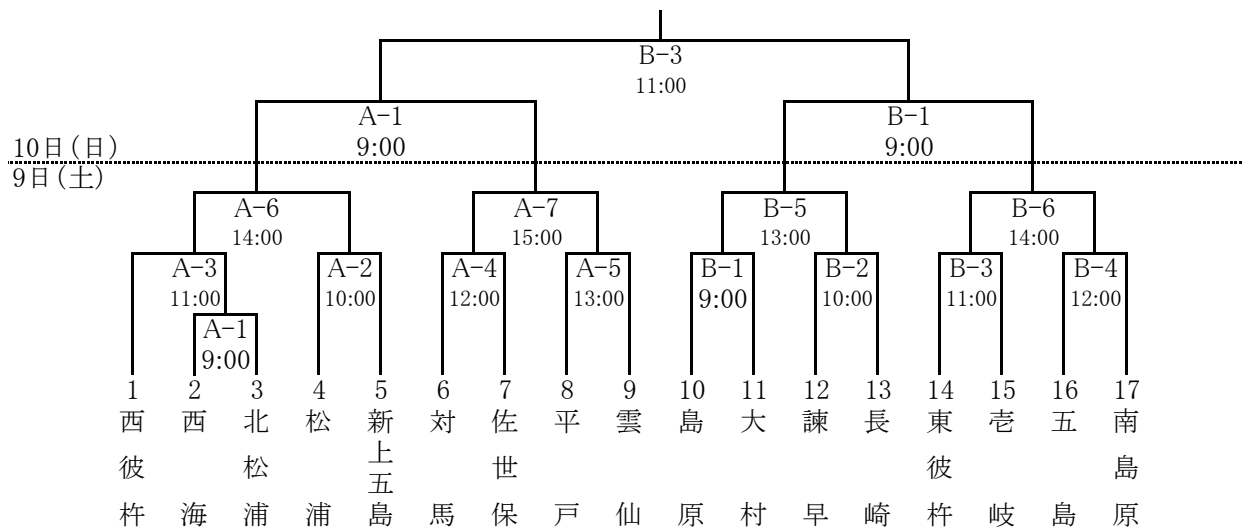 B-3
11:00
A-1
9:00
B-1
9:00
10日(日)
9日(土)
A-6
14:00
A-7
15:00
B-5
13:00
B-6
14:00
A-3
11:00
A-2
10:00
A-4
12:00
A-5
13:00
B-1
9:00
B-2
10:00
B-3
11:00
B-4
12:00
A-1
9:00
1
西彼杵
2
西海
3
北松浦
4
松浦
5
新上五島
6
対馬
7
佐世保
8
平戸
9
雲仙
10
島原
11
大村
12
諫早
13
長崎
14
東彼杵
15
壱岐
16
五島
17
南島原